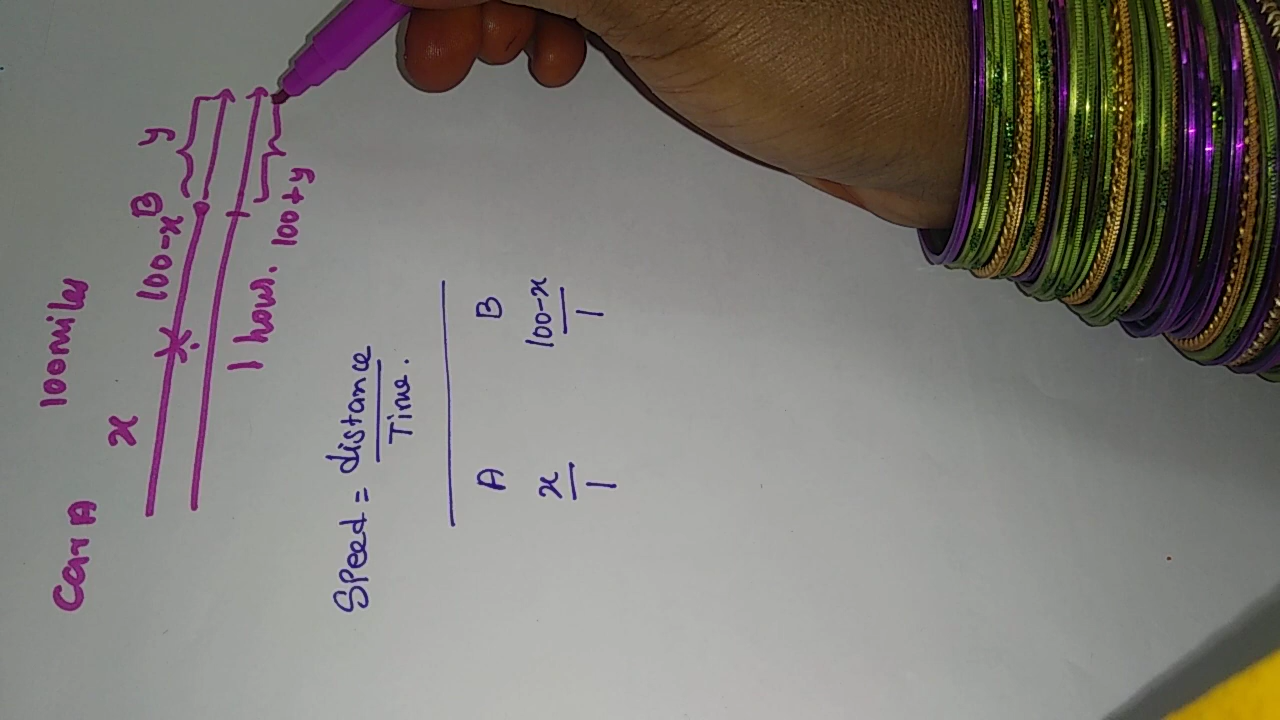 Car A 100miles
x 100-x B y
1 hour. 100+y
Speed = distance
Time.
A B
x 100-x
1 1